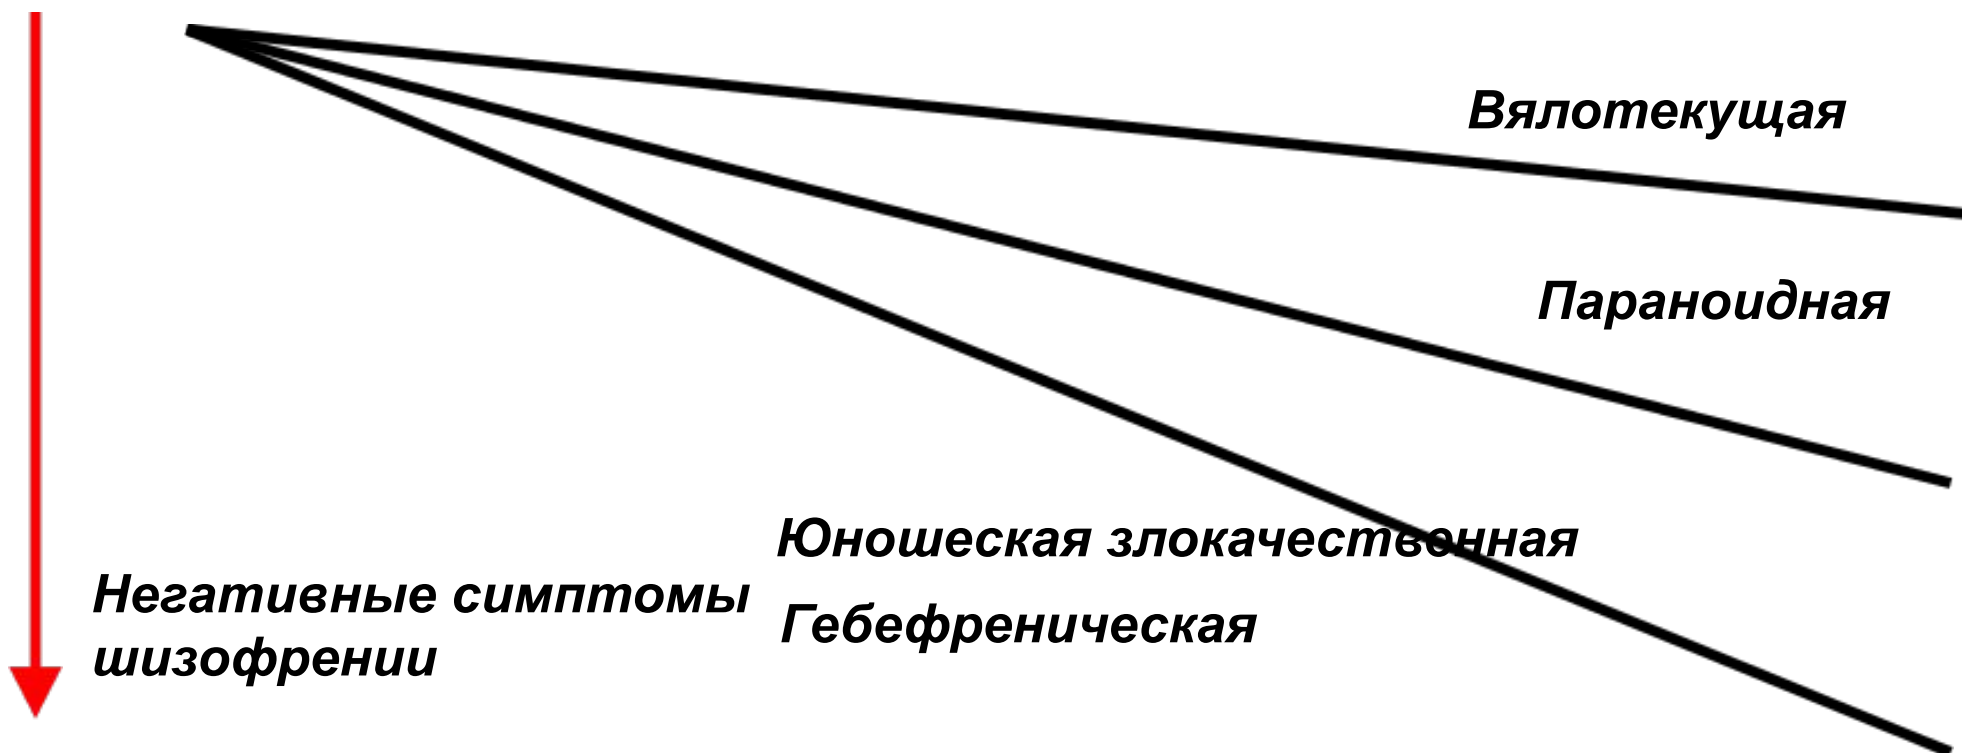 Вялотекущая
Параноидная
Юношеская злокачественная
Гебефреническая
Негативные симптомы
шизофрении